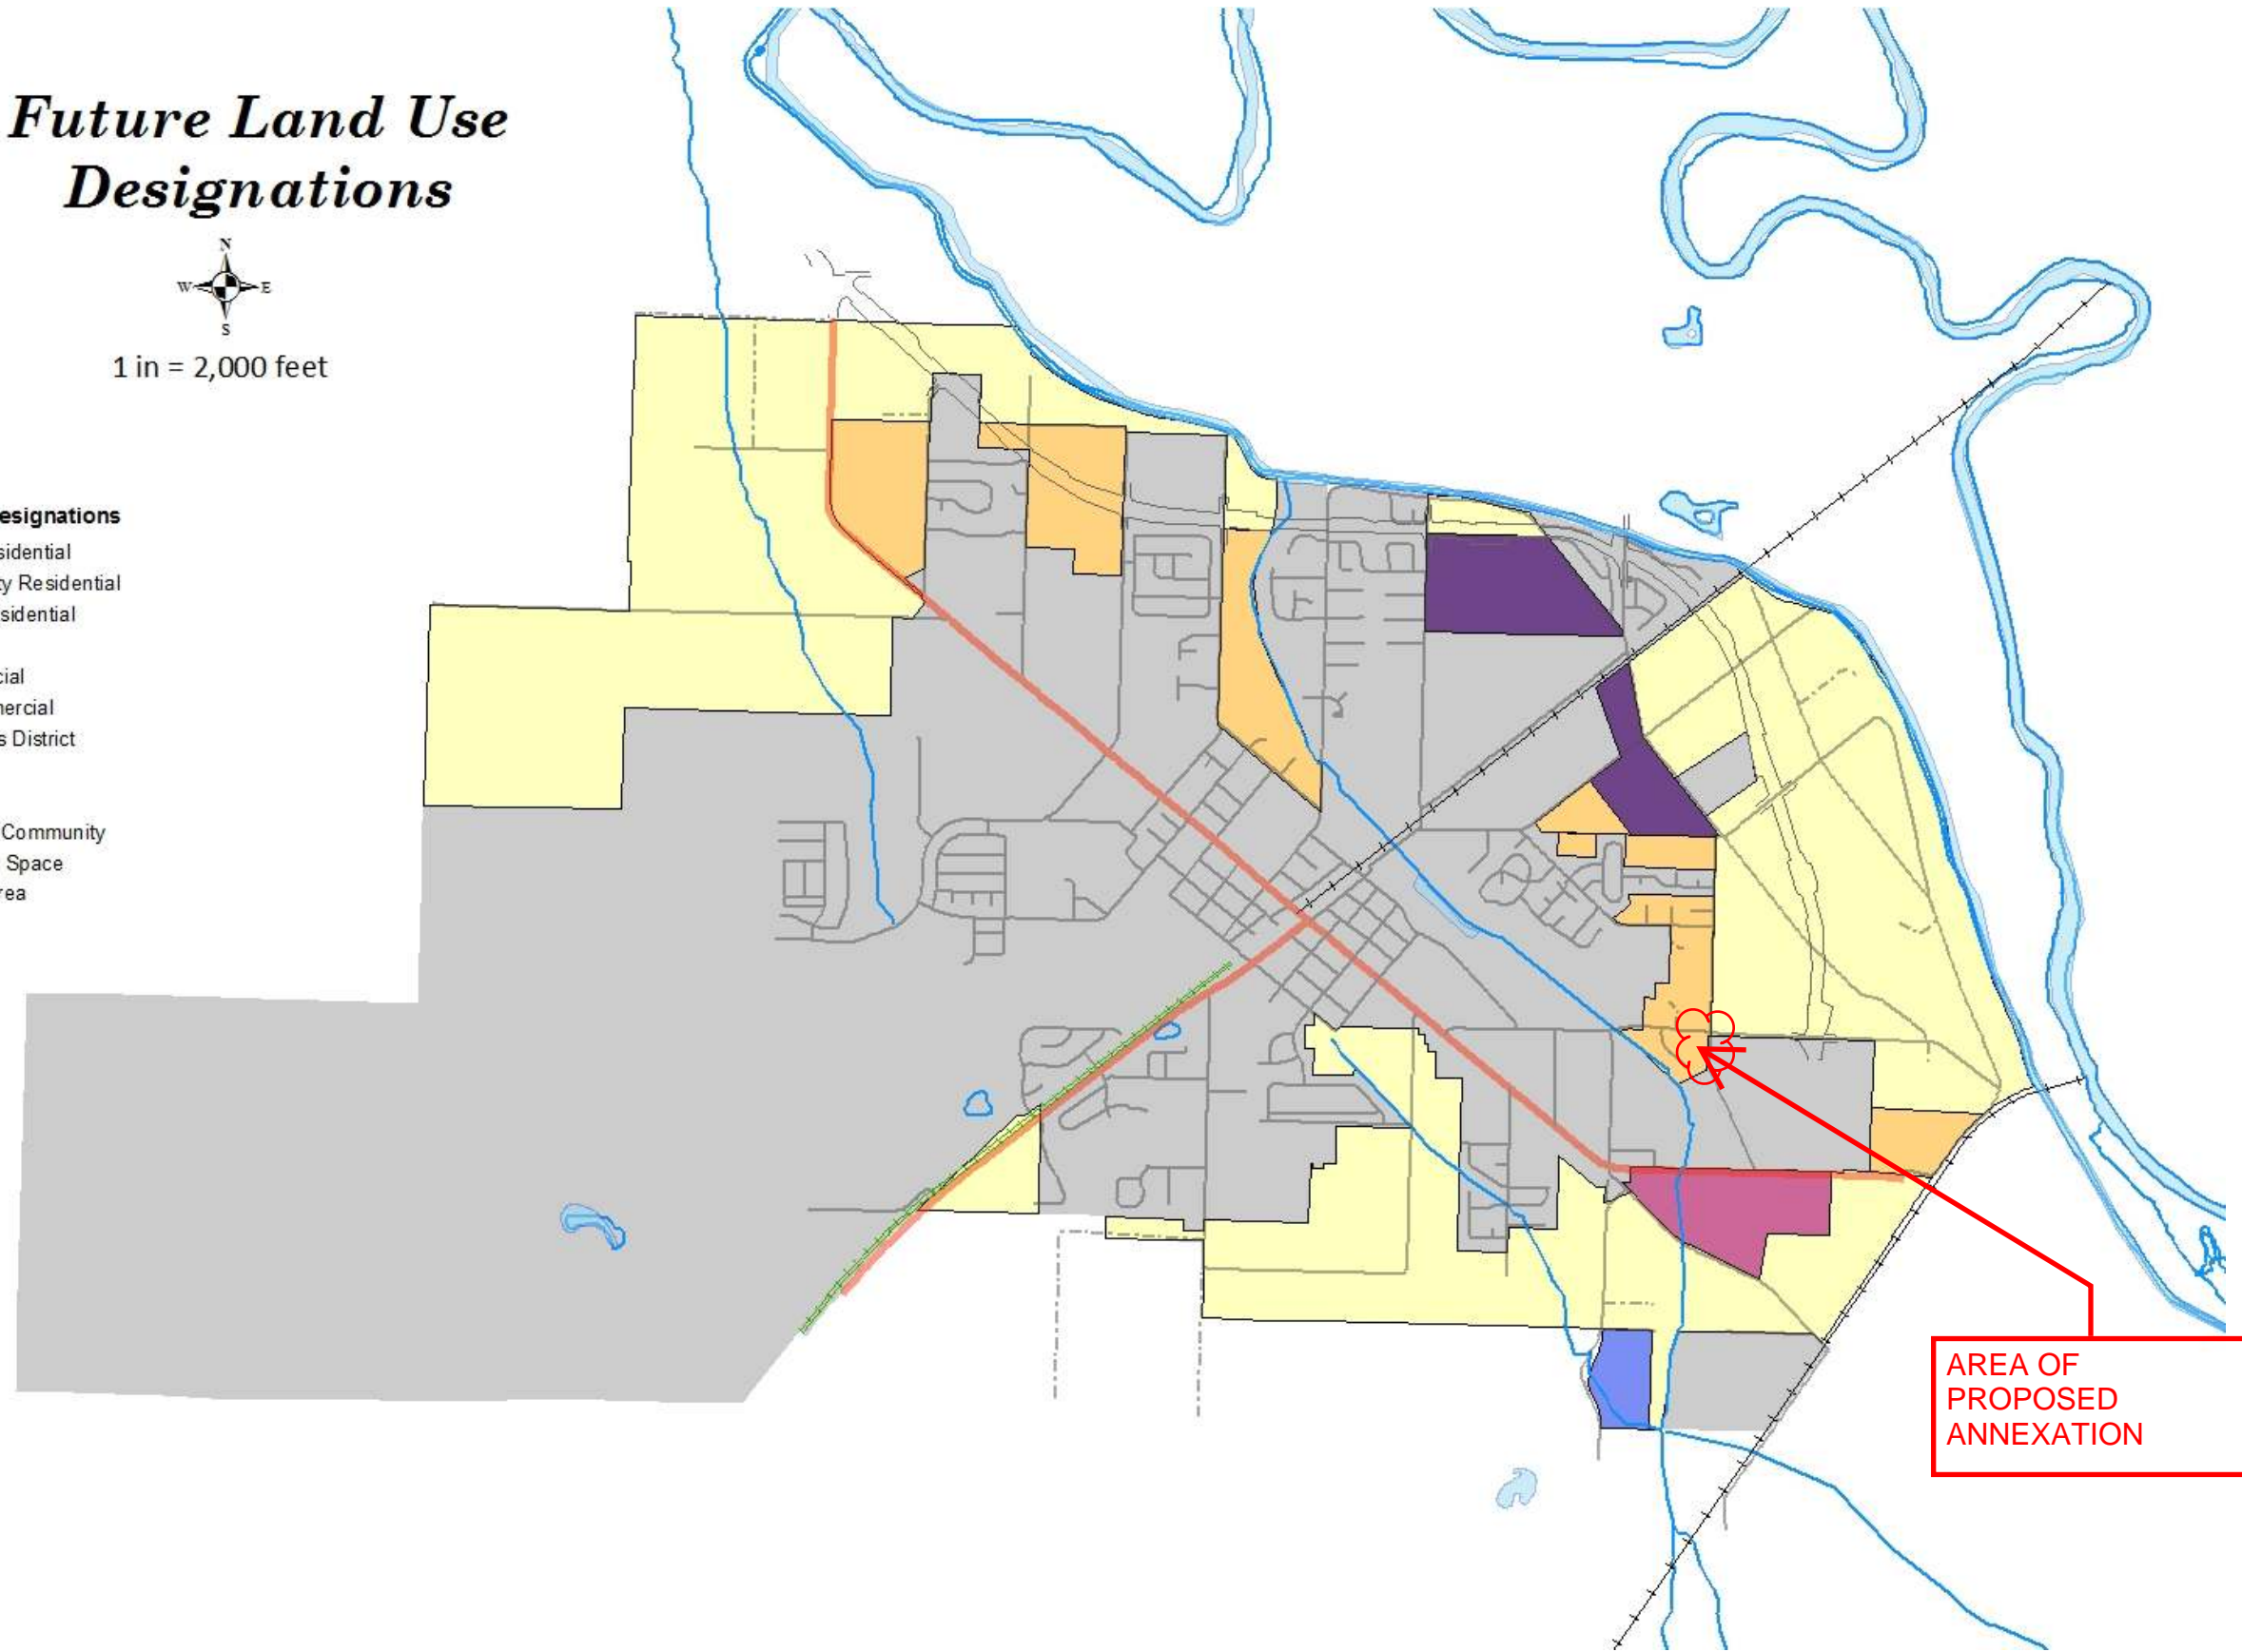 Future Land Use
Designations
N
W E
S
1 in = 2,000 feet
esignations
sidential
ty Residential
sidential
cial
nercial
s District
Community
Space
rea
AREA OF
PROPOSED
ANNEXATION